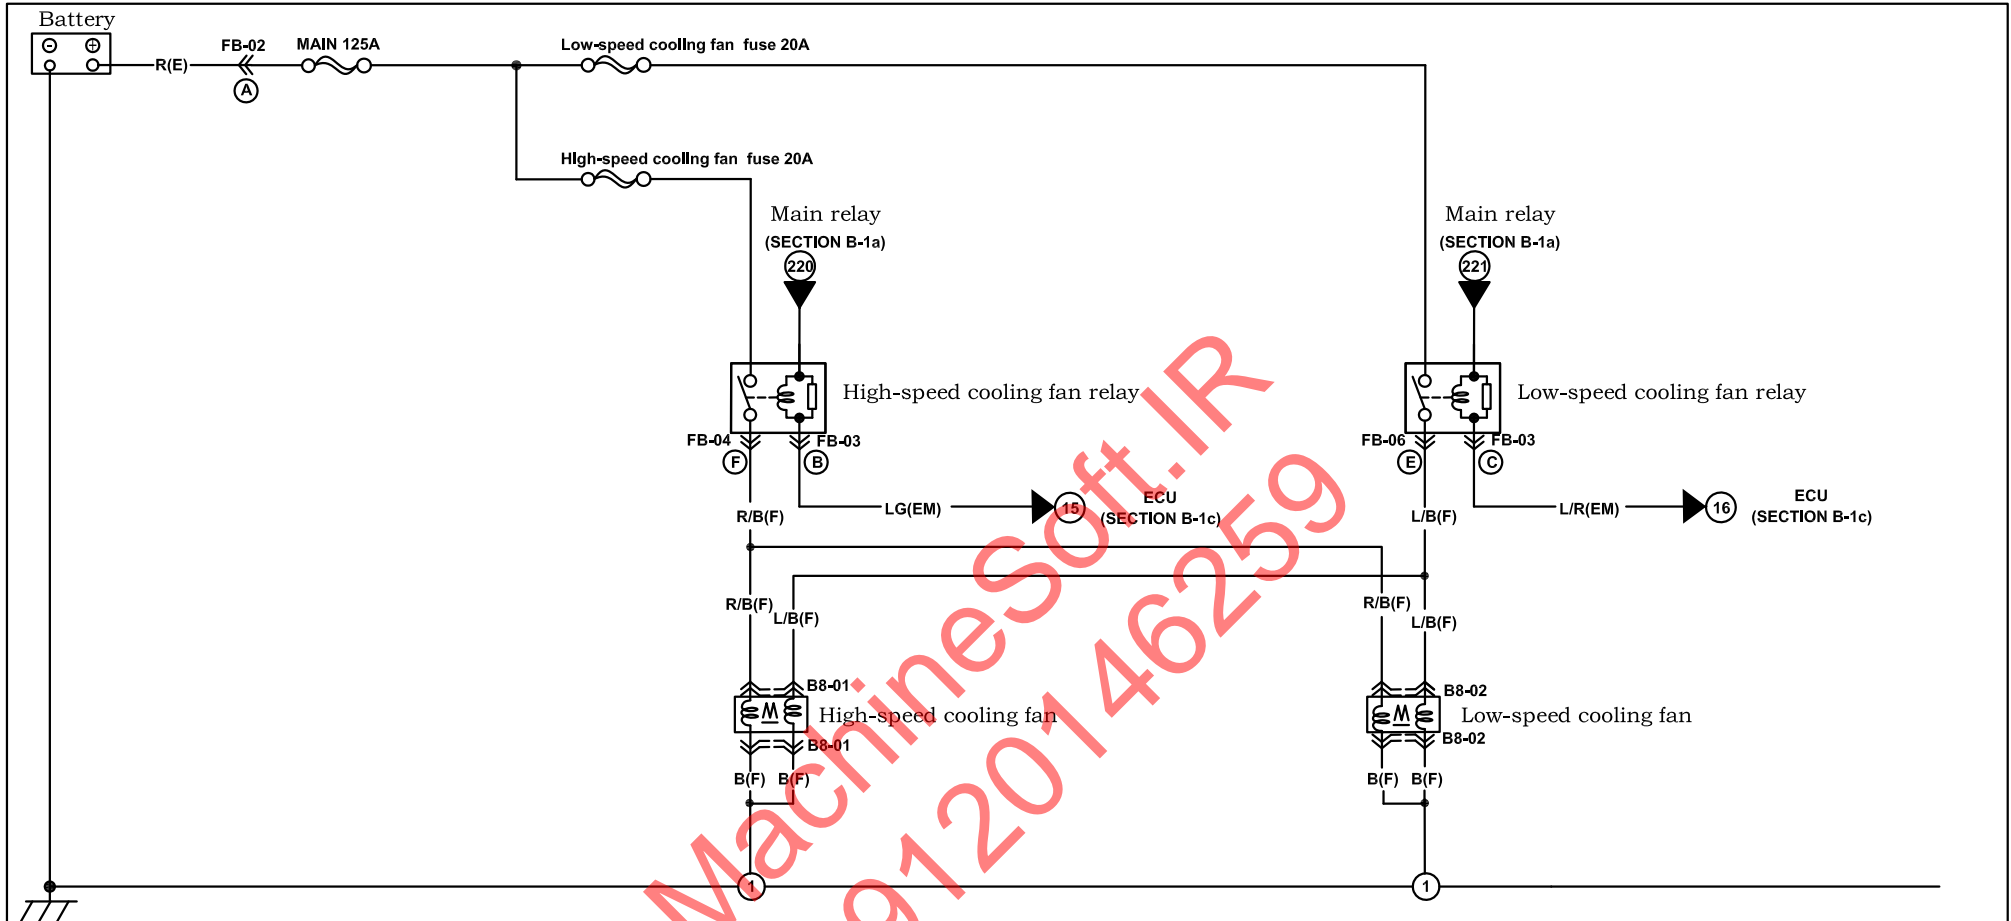 Battery
R(E)
FB-02
A
MAIN 125A
Low-speed cooling fan fuse 20A
High-speed cooling fan fuse 20A
Main relay
(SECTION B-1a)
220
Main relay
(SECTION B-1a)
221
High-speed cooling fan relay
Low-speed cooling fan relay
FB-04
F
FB-03
B
FB-06
E
FB-03
C
R/B(F)
LG(EM)
15
ECU
(SECTION B-1c)
L/B(F)
L/R(EM)
16
ECU
(SECTION B-1c)
R/B(F)
L/B(F)
R/B(F)
L/B(F)
B8-01
M
High-speed cooling fan
B8-01
B8-02
M
Low-speed cooling fan
B8-02
B(F)
B(F)
B(F)
B(F)
1
1
MachineSoft.IR
9120146259